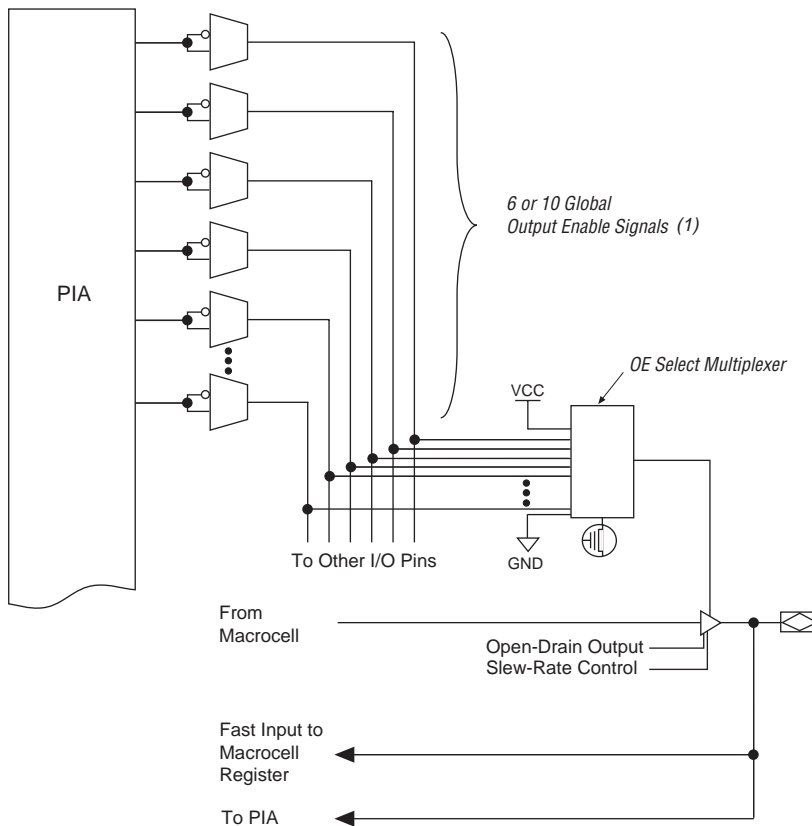 PIA
6 or 10 Global
Output Enable Signals (1)
OE Select Multiplexer
VCC
To Other I/O Pins
GND
From
Macrocell
Open-Drain Output
Slew-Rate Control
Fast Input to
Macrocell
Register
To PIA